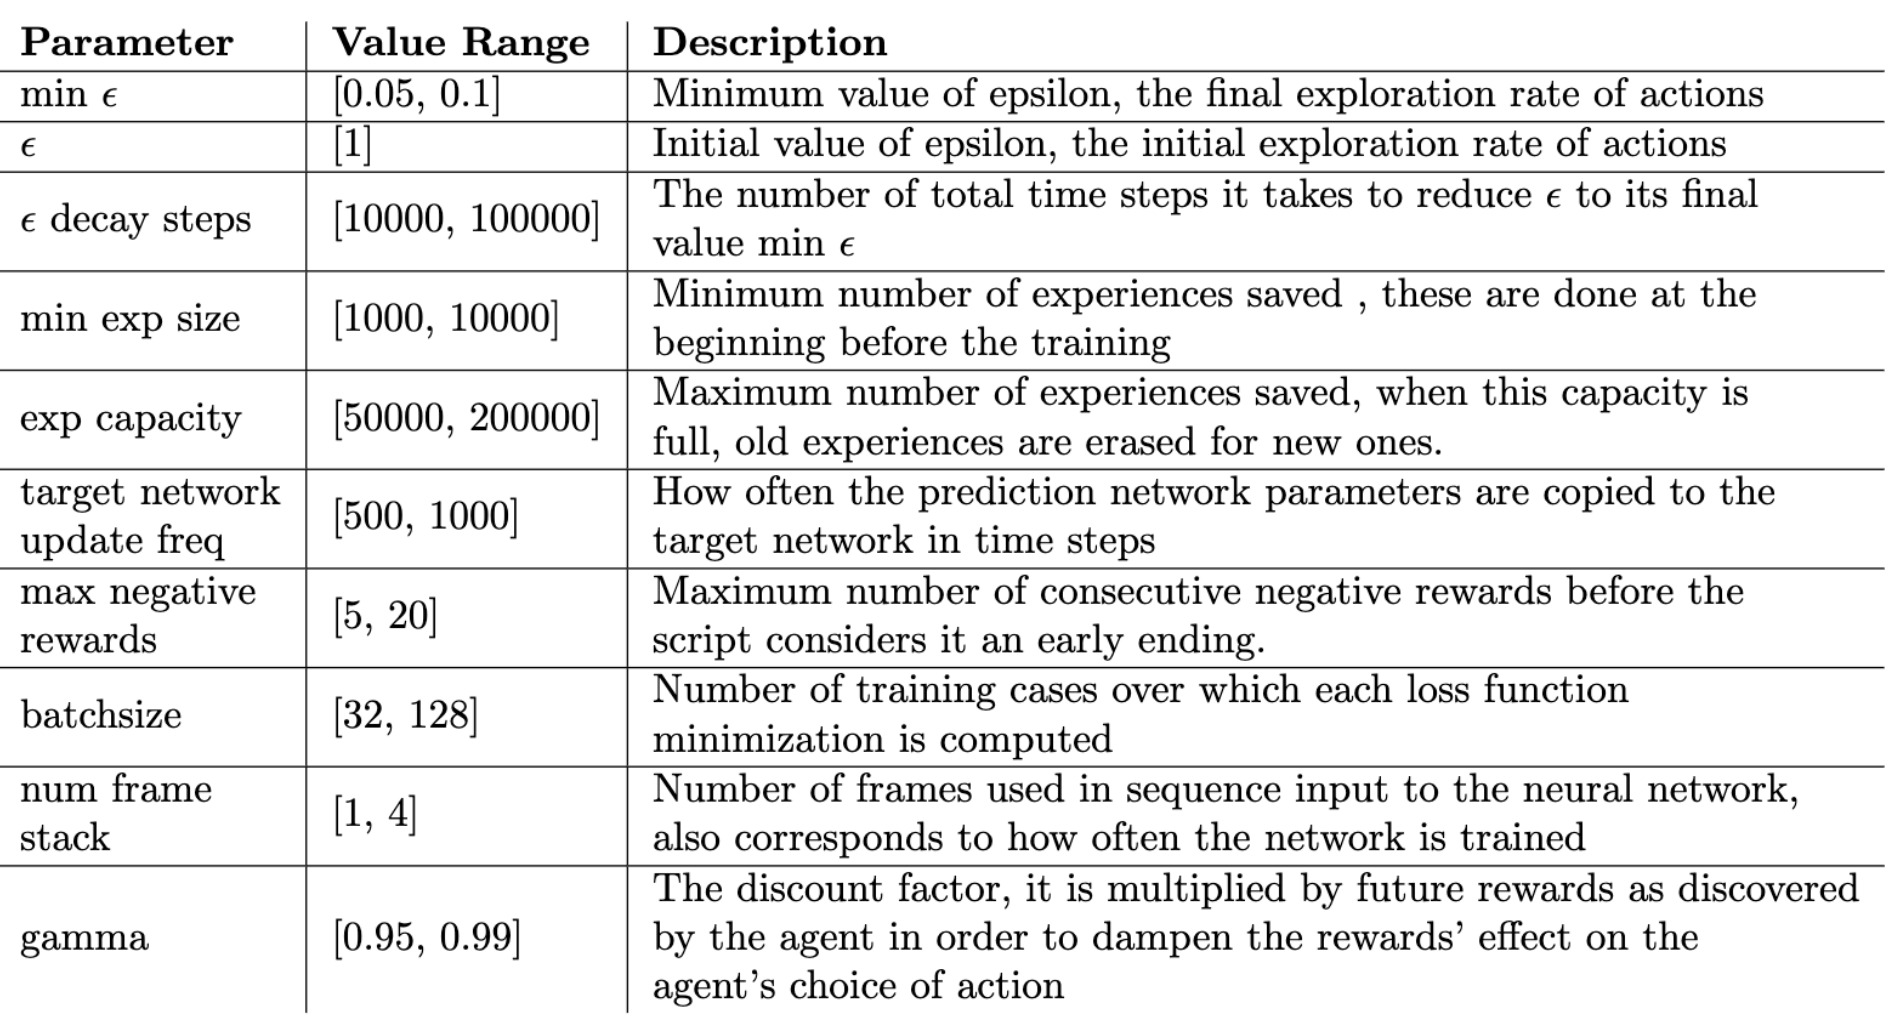 Parameter Value Range Description
min ϵ [0.05, 0.1] Minimum value of epsilon, the final exploration rate of actions
ϵ [1] Initial value of epsilon, the initial exploration rate of actions
ϵ decay steps [10000, 100000] The number of total time steps it takes to reduce ϵ to its final
value min ϵ
min exp size [1000, 10000] Minimum number of experiences saved , these are done at the
beginning before the training
exp capacity [50000, 200000] Maximum number of experiences saved, when this capacity is
full, old experiences are erased for new ones.
target network
update freq
[500, 1000]
How often the prediction network parameters are copied to the
target network in time steps
max negative
rewards
[5, 20]
Maximum number of consecutive negative rewards before the
script considers it an early ending.
batchsize [32, 128] Number of training cases over which each loss function
minimization is computed
num frame
stack
[1, 4]
Number of frames used in sequence input to the neural network,
also corresponds to how often the network is trained
gamma [0.95, 0.99] The discount factor, it is multiplied by future rewards as discovered
by the agent in order to dampen the rewards’ effect on the
agent’s choice of action